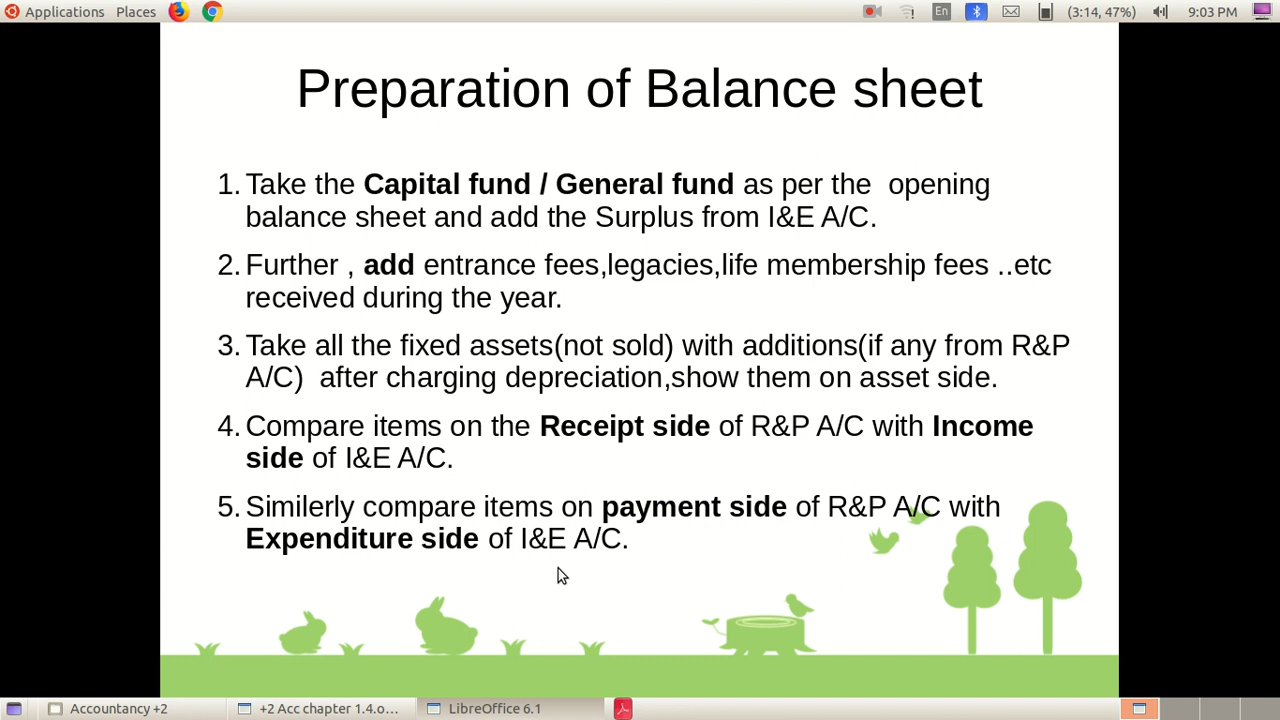 Applications Places En (3:14, 47%) 9:03 PM
Preparation of Balance sheet
1. Take the Capital fund / General fund as per the  opening
balance sheet and add the Surplus from I&E A/C.
2. Further , add entrance fees,legacies,life membership fees ..etc
received during the year.
3. Take all the fixed assets(not sold) with additions(if any from R&P
A/C)  after charging depreciation,show them on asset side.
4. Compare items on the Receipt side of R&P A/C with Income
side of I&E A/C.
5. Similerly compare items on payment side of R&P A/C with
Expenditure side of I&E A/C.
Accountancy +2 +2 Acc chapter 1.4.o... LibreOffice 6.1